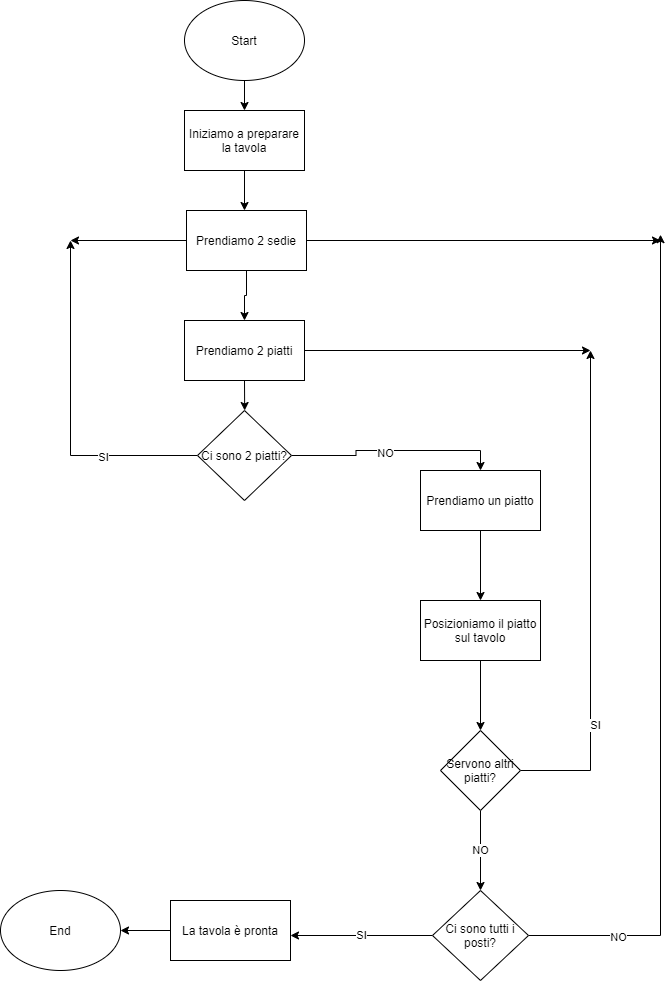 Start
Iniziamo a preparare
la tavola
Prendiamo 2 sedie
Prendiamo 2 piatti
Ci sono 2 piatti?
SI
NO
Prendiamo un piatto
Posizioniamo il piatto
sul tavolo
SI
Servono altri
piatti?
NO
Ci sono tutti i
posti?
SI
NO
La tavola è pronta
End